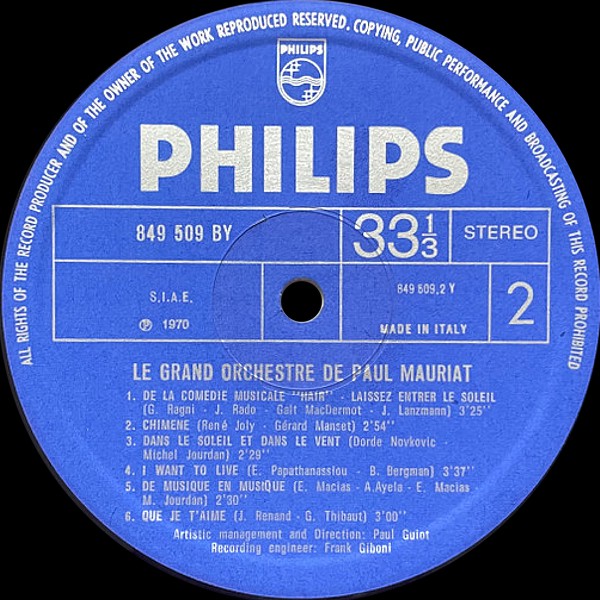 ALL RIGHTS OF THE RECORD PRODUCER AND OF THE OWNER OF THE WORK REPRODUCED RESERVED. COPYING, PUBLIC PERFORMANCE AND BROADCASTING OF THIS RECORD PROHIBITED
PHILIPS
PHILIPS
849 509 BY
33 1/3
STEREO
S.I.A.E.
℗ 1970
849 509.2 Y
MADE IN ITALY
2
LE GRAND ORCHESTRE DE PAUL MAURIAT
1. DE LA COMEDIE MUSICALE "HAIR" - LAISSEZ ENTRER LE SOLEIL
(G. Ragni - J. Rado - Galt MacDermot - J. Lanzmann) 3'25"
2. CHIMENE (René Joly - Gérard Manset) 2'54"
3. DANS LE SOLEIL ET DANS LE VENT (Dorde Novkovic -
Michel Jourdan) 2'29"
4. I WANT TO LIVE (E. Papathanassiou - B. Bergman) 3'37"
5. DE MUSIQUE EN MUSIQUE (E. Macias - A.Ayela - E. Macias -
M. Jourdan) 2'30"
6. QUE JE T'AIME (J. Renand - G. Thibaut) 3'00"
Artistic management and Direction: Paul Guiot
Recording engineer: Frank Giboni